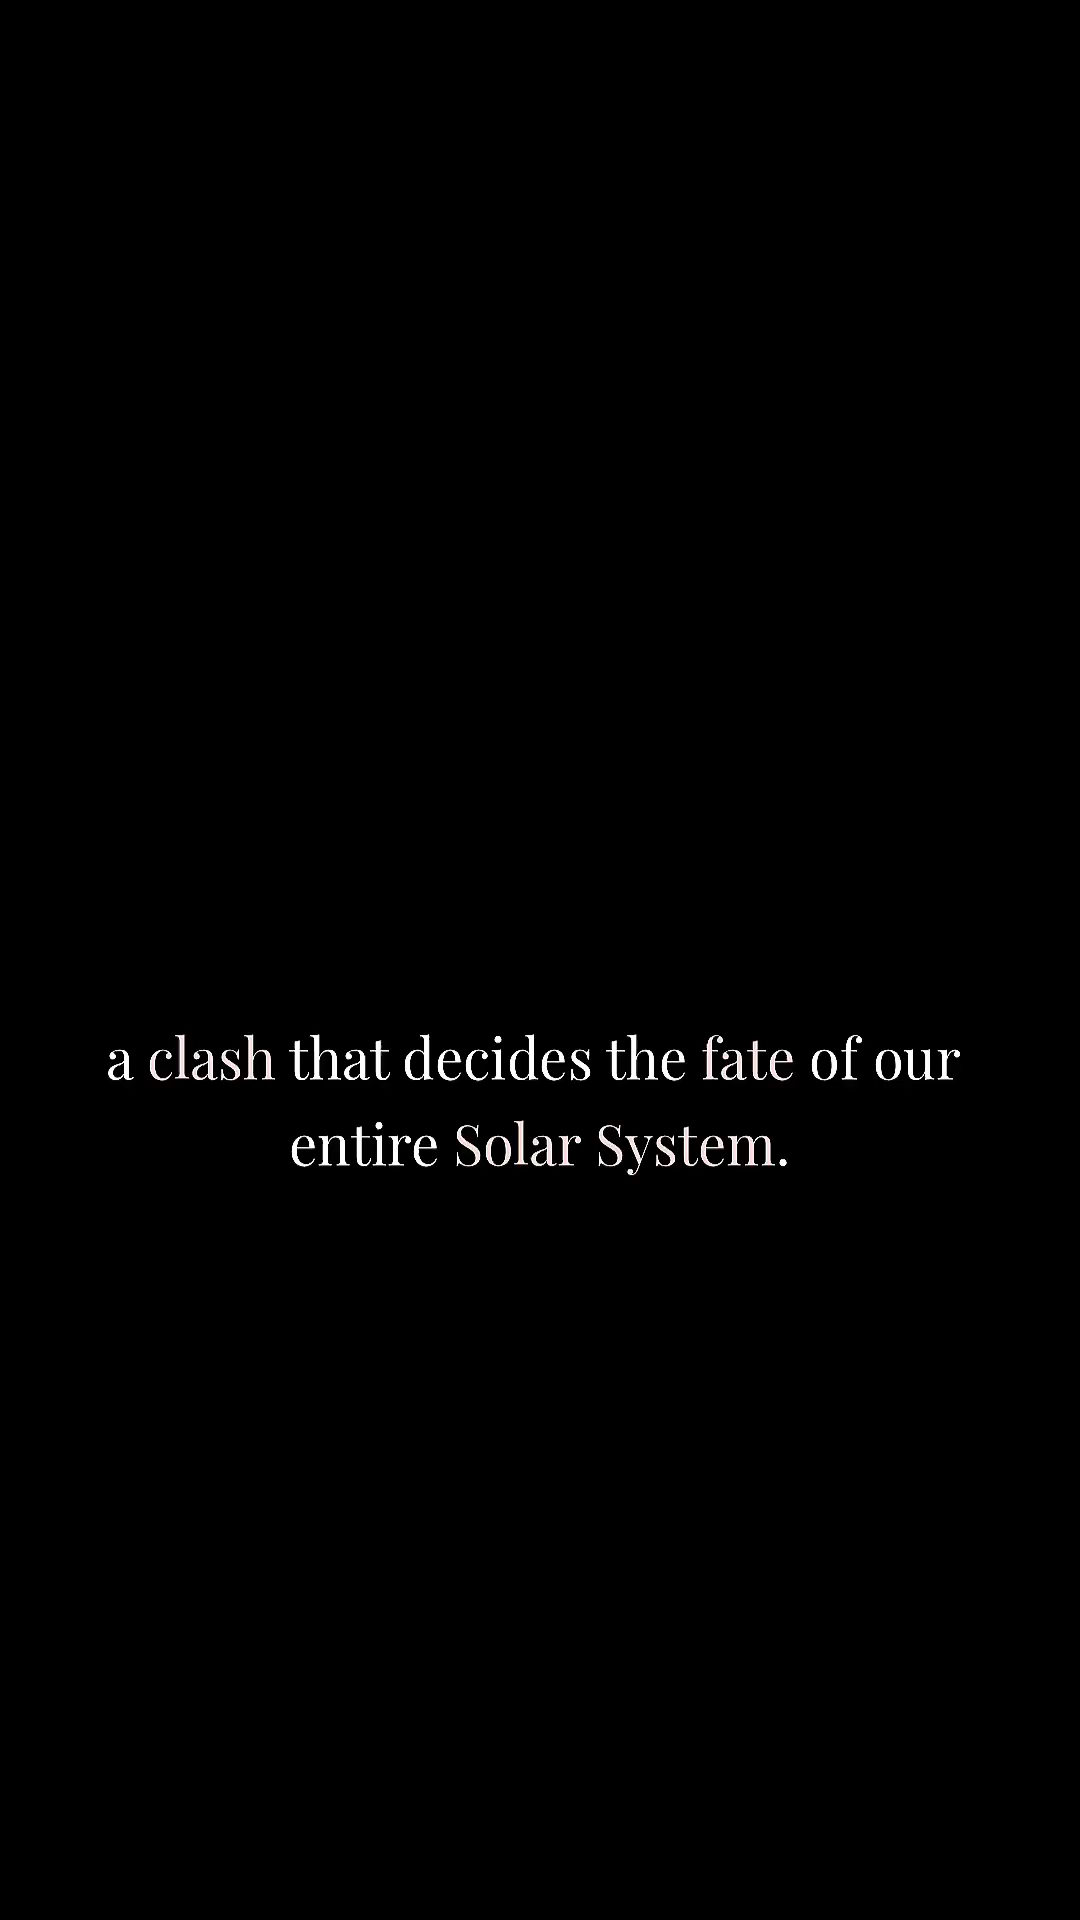 a clash that decides the fate of our
entire Solar System.